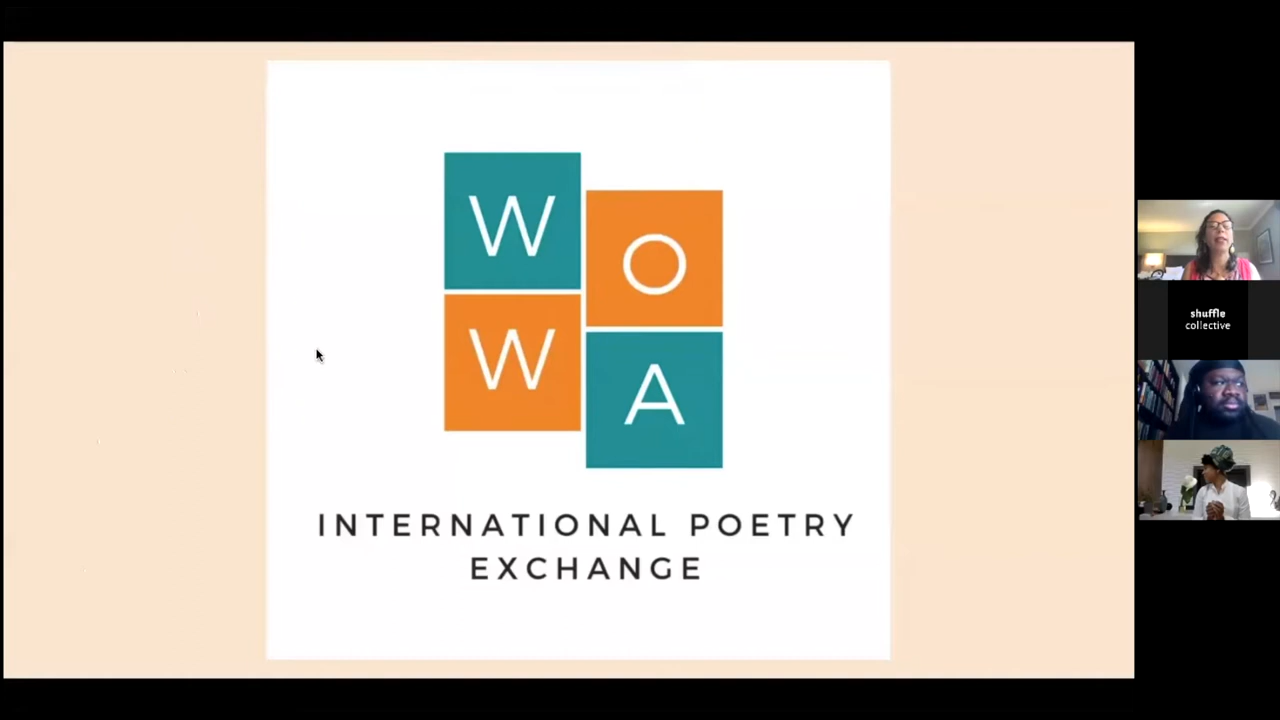 W
O
W
A
INTERNATIONAL POETRY
EXCHANGE
shuffle
collective